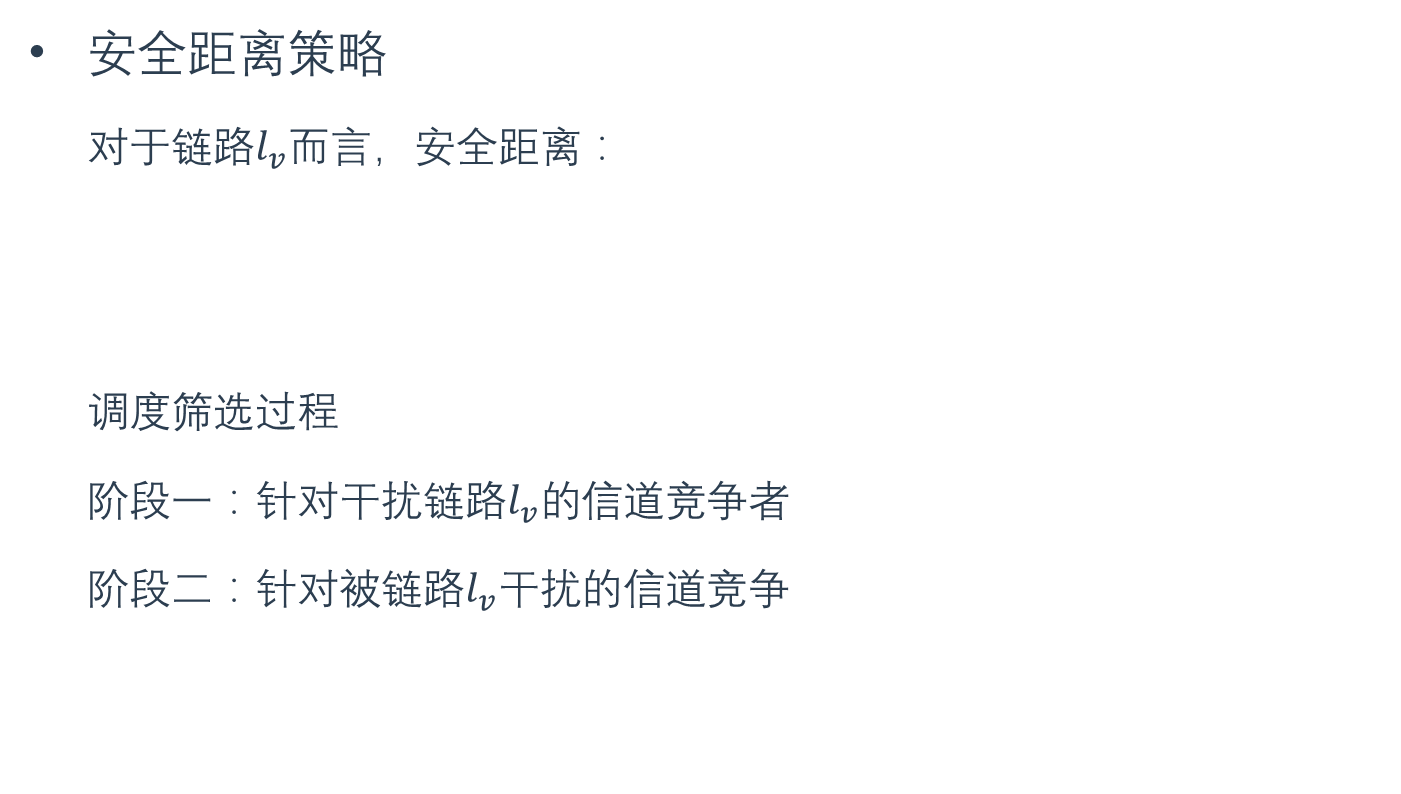 • 安全距离策略
对于链路lᵥ而言，安全距离：
调度筛选过程
阶段一：针对干扰链路lᵥ的信道竞争者
阶段二：针对被链路lᵥ干扰的信道竞争